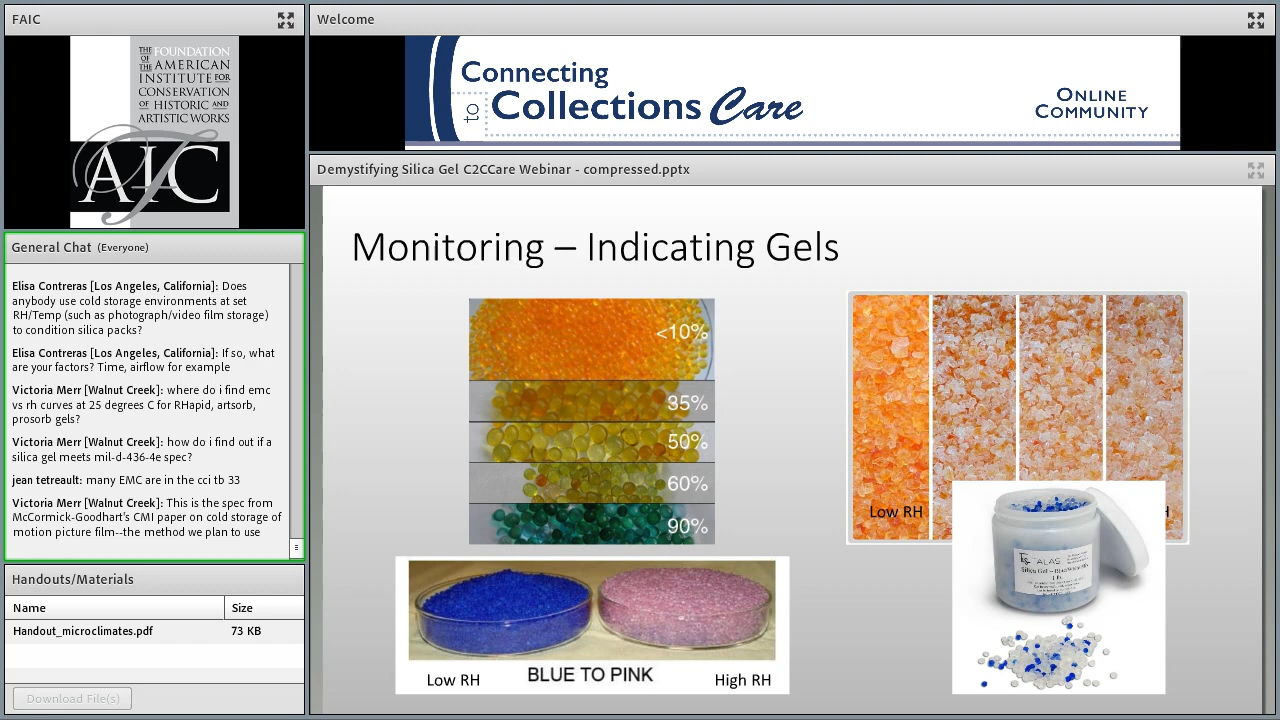 FAIC
THE FOUNDATION
OF THE AMERICAN
INSTITUTE FOR
CONSERVATION
OF HISTORIC AND
ARTISTIC WORKS
FAIC
General Chat (Everyone)
Elisa Contreras [Los Angeles, California]: Does
anybody use cold storage environments at set
RH/Temp (such as photograph/video film storage)
to condition silica packs?
Elisa Contreras [Los Angeles, California]: If so, what
are your factors? Time, airflow for example
Victoria Merr [Walnut Creek]: where do i find emc
vs rh curves at 25 degrees C for RHapid, artsorb,
prosorb gels?
Victoria Merr [Walnut Creek]: how do i find out if a
silica gel meets mil-d-436-4e spec?
jean tetreault: many EMC are in the cci tb 33
Victoria Merr [Walnut Creek]: This is the spec from
McCormick-Goodhart's CMI paper on cold storage of
motion picture film--the method we plan to use
Handouts/Materials
Name Size
Handout_microclimates.pdf 73 KB
Download File(s)
Welcome
Connecting
to Collections Care
ONLINE
COMMUNITY
Demystifying Silica Gel C2CCare Webinar - compressed.pptx
Monitoring – Indicating Gels
<10%
35%
50%
60%
90%
Low RH
H
TALAS
Silica Gel
Low RH BLUE TO PINK High RH